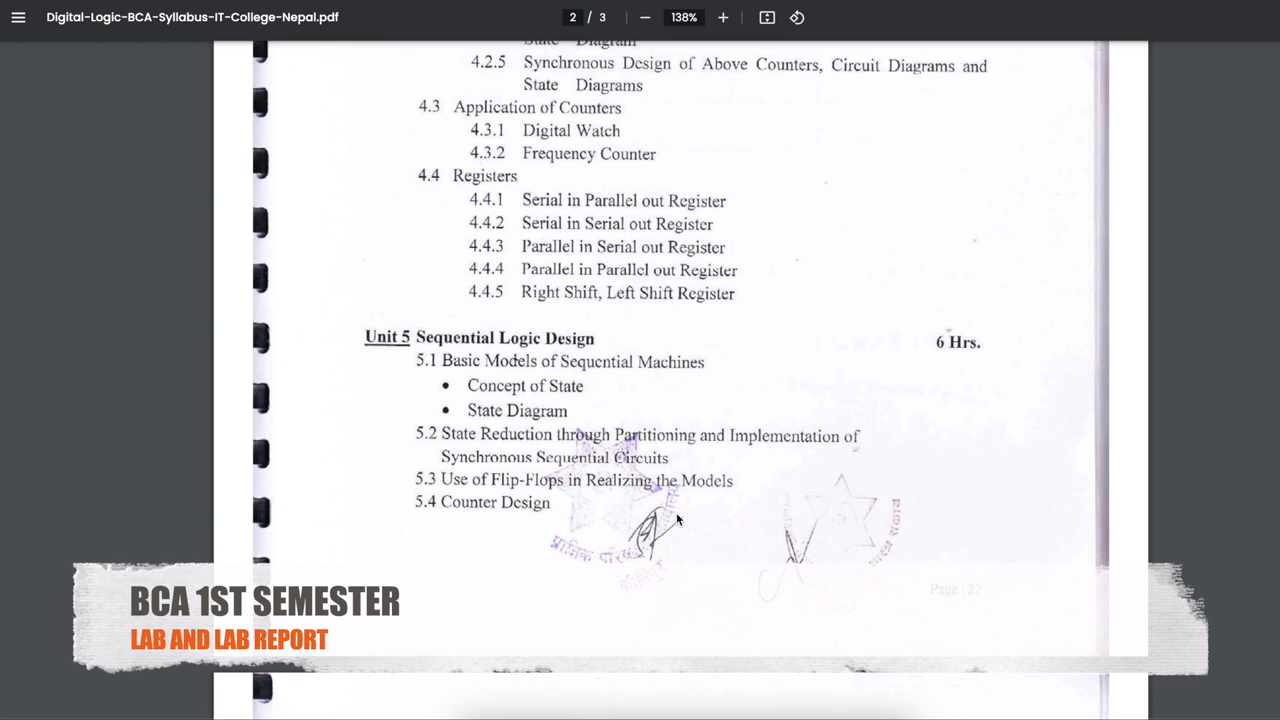 Digital-Logic-BCA-Syllabus-IT-College-Nepal.pdf
2 / 3
138%
State Diagram
4.2.5 Synchronous Design of Above Counters, Circuit Diagrams and
State Diagrams
4.3 Application of Counters
4.3.1 Digital Watch
4.3.2 Frequency Counter
4.4 Registers
4.4.1 Serial in Parallel out Register
4.4.2 Serial in Serial out Register
4.4.3 Parallel in Serial out Register
4.4.4 Parallel in Parallel out Register
4.4.5 Right Shift, Left Shift Register
Unit 5 Sequential Logic Design 6 Hrs.
5.1 Basic Models of Sequential Machines
• Concept of State
• State Diagram
5.2 State Reduction through Partitioning and Implementation of
Synchronous Sequential Circuits
5.3 Use of Flip-Flops in Realizing the Models
5.4 Counter Design
Page | 22
BCA 1ST SEMESTER
LAB AND LAB REPORT